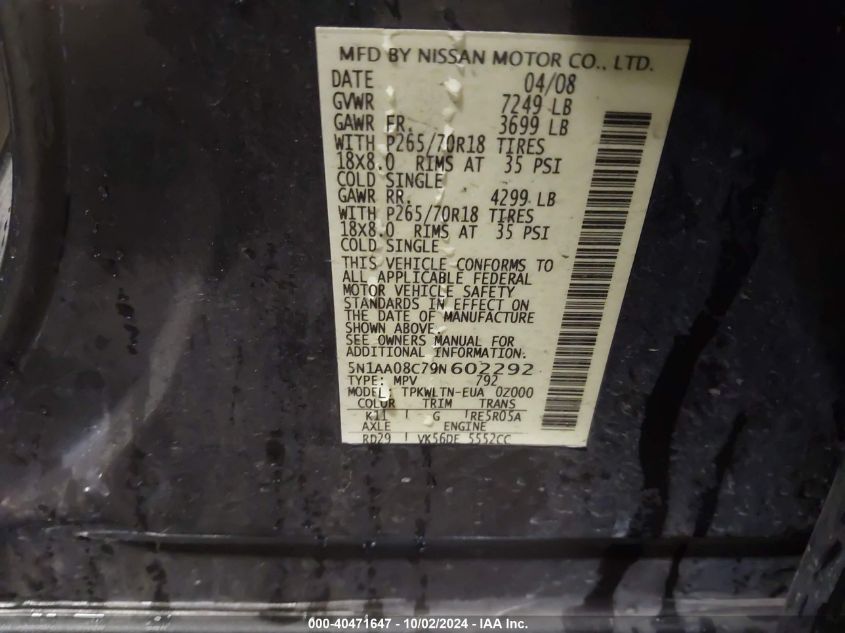 MFD BY NISSAN MOTOR CO., LTD.
DATE 04/08
GVWR 7249 LB
GAWR FR. 3699 LB
WITH P265/70R18 TIRES
18X8.0 RIMS AT 35 PSI
COLD SINGLE
GAWR RR. 4299 LB
WITH P265/70R18 TIRES
18X8.0 RIMS AT 35 PSI
COLD SINGLE
THIS VEHICLE CONFORMS TO
ALL APPLICABLE FEDERAL
MOTOR VEHICLE SAFETY
STANDARDS IN EFFECT ON
THE DATE OF MANUFACTURE
SHOWN ABOVE.
SEE OWNERS MANUAL FOR
ADDITIONAL INFORMATION.
5N1AA08C79N602292
TYPE: MPV 792
MODEL: TPKWLTN-EUA 0Z000
COLOR TRIM TRANS
K11 G RE5R05A
AXLE ENGINE
RD29 VK56DE 5552CC
000-40471647 - 10/02/2024 - IAA Inc.